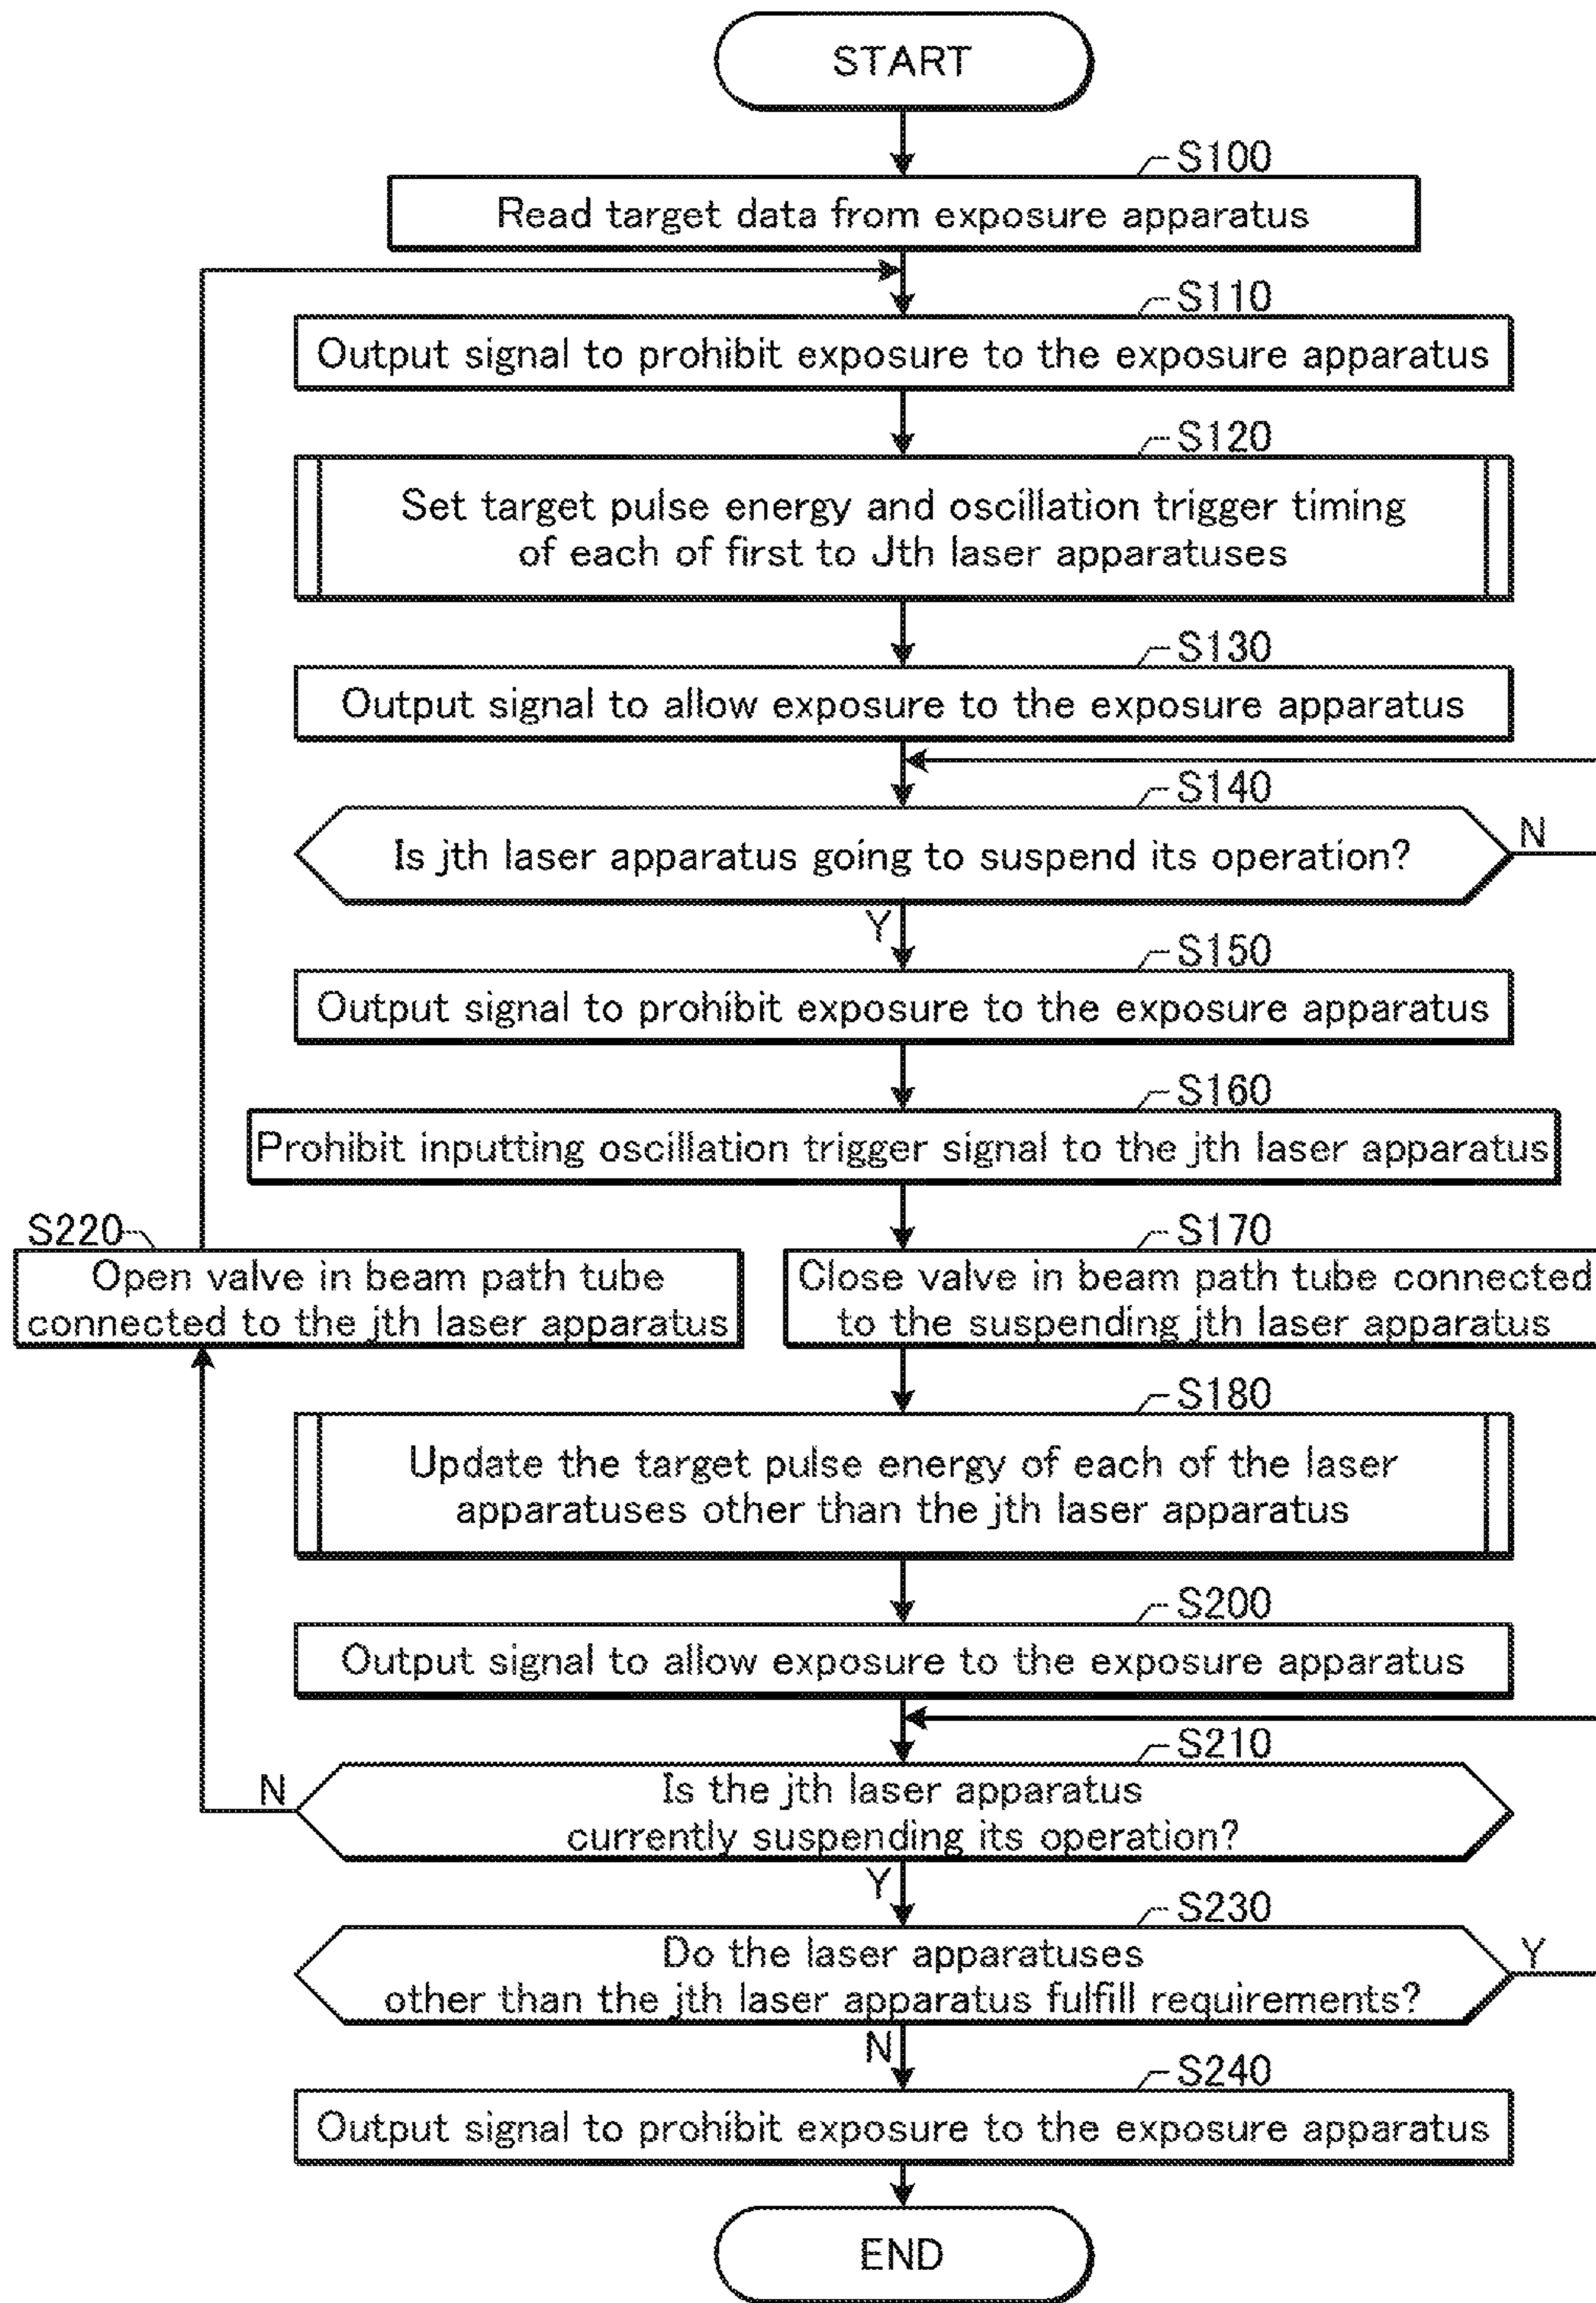 START
S100
Read target data from exposure apparatus
S110
Output signal to prohibit exposure to the exposure apparatus
S120
Set target pulse energy and oscillation trigger timing
of each of first to Jth laser apparatuses
S130
Output signal to allow exposure to the exposure apparatus
S140
Is jth laser apparatus going to suspend its operation?
N
Y
S150
Output signal to prohibit exposure to the exposure apparatus
S160
Prohibit inputting oscillation trigger signal to the jth laser apparatus
S220
Open valve in beam path tube
connected to the jth laser apparatus
S170
Close valve in beam path tube connected
to the suspending jth laser apparatus
S180
Update the target pulse energy of each of the laser
apparatuses other than the jth laser apparatus
S200
Output signal to allow exposure to the exposure apparatus
S210
Is the jth laser apparatus
currently suspending its operation?
N
Y
S230
Do the laser apparatuses
other than the jth laser apparatus fulfill requirements?
Y
N
S240
Output signal to prohibit exposure to the exposure apparatus
END